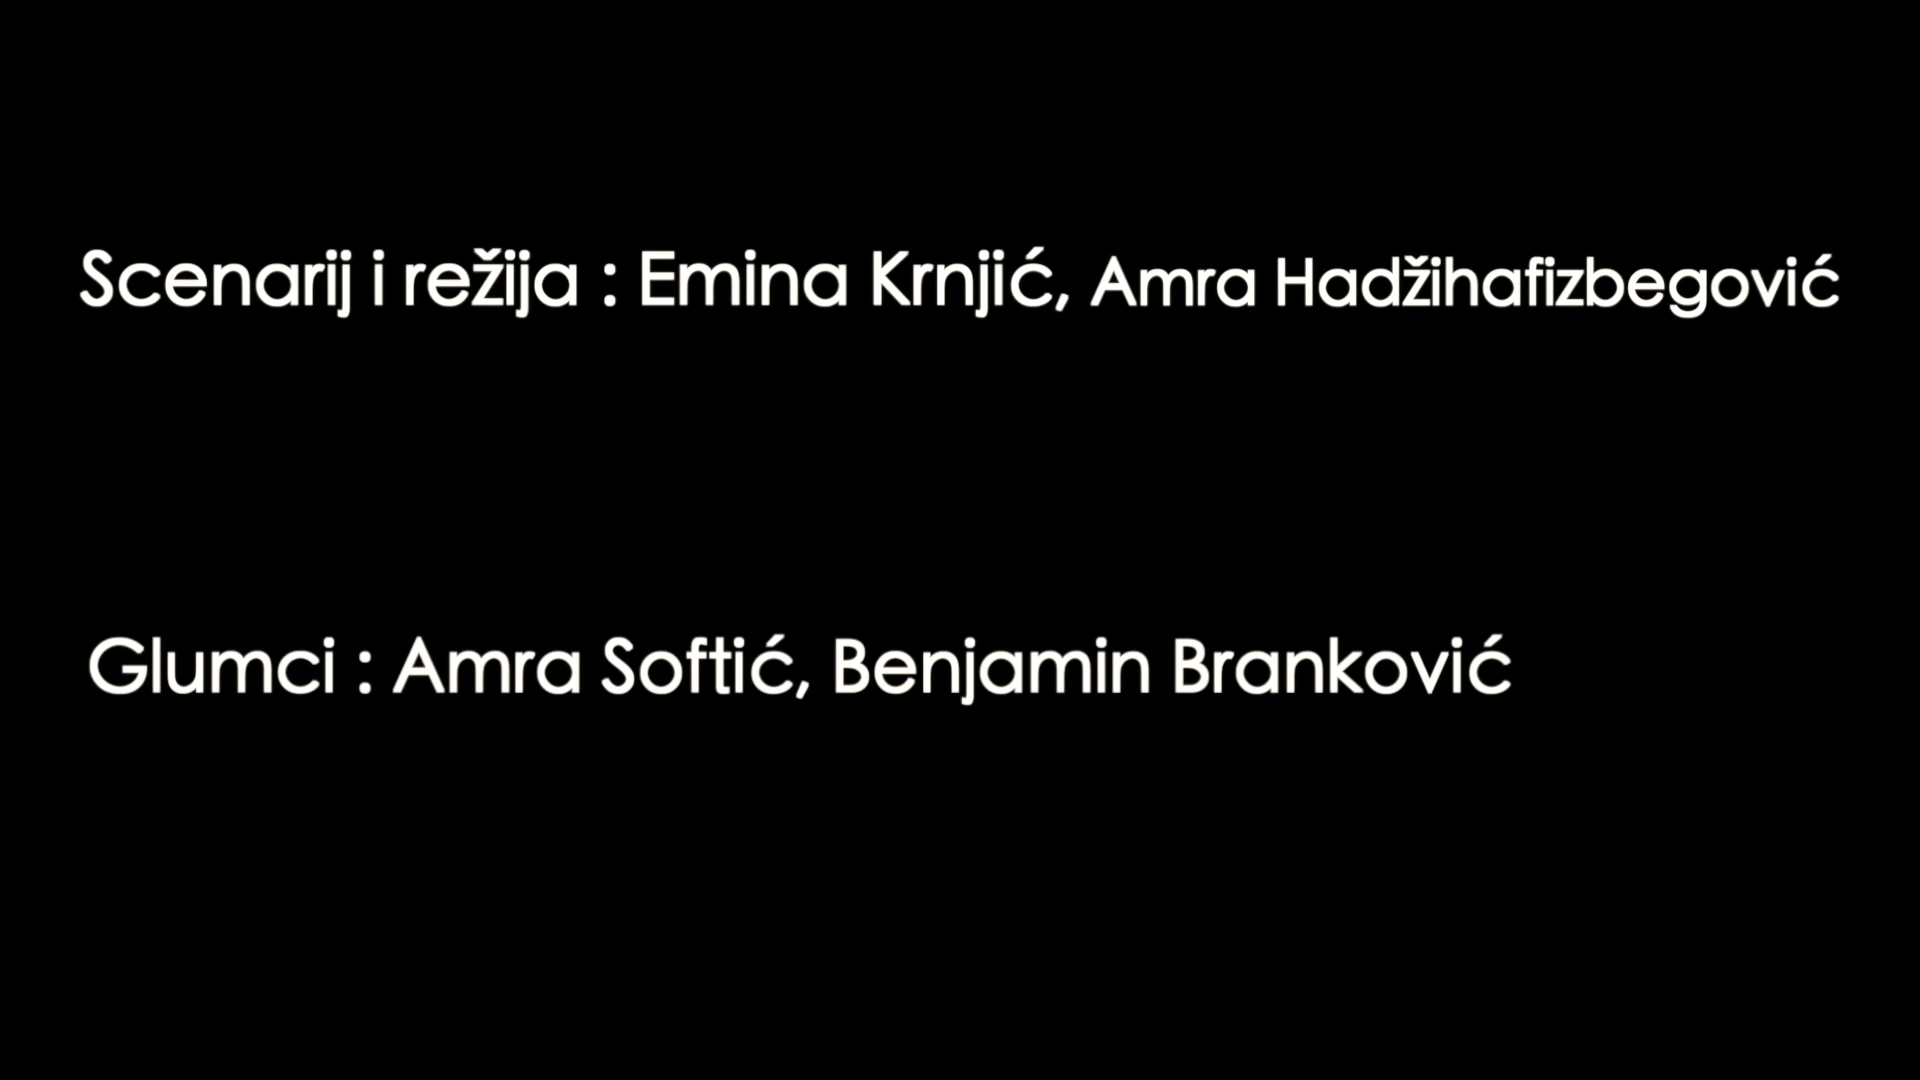 Scenarij i režija : Emina Krnjić, Amra Hadžihafizbegović
Glumci : Amra Softić, Benjamin Branković